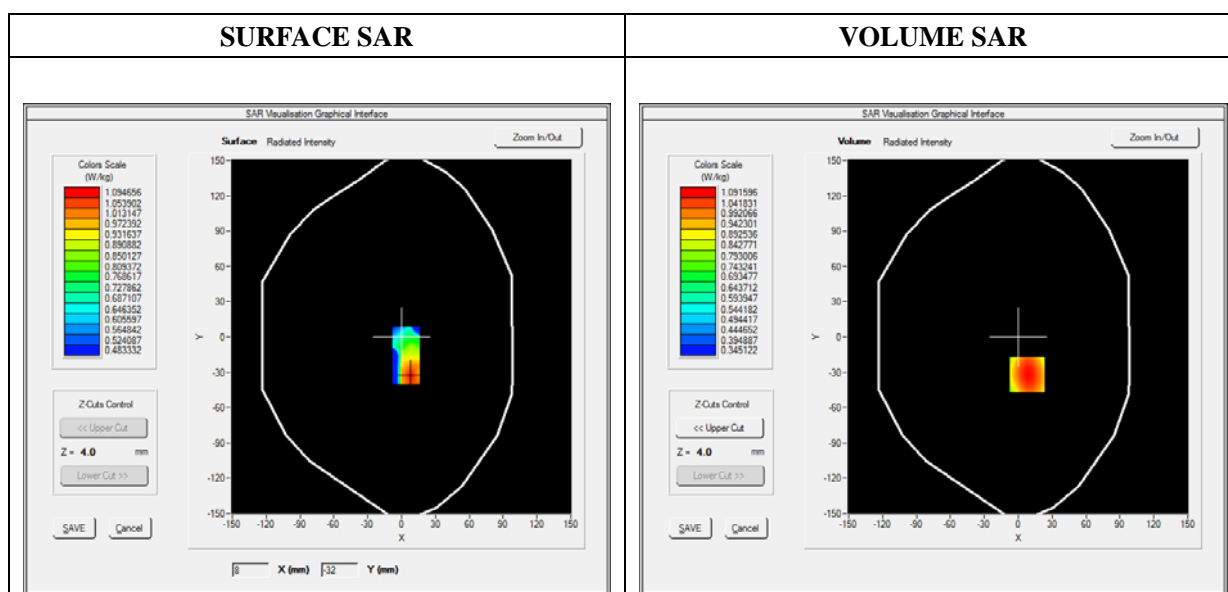 SURFACE SAR
VOLUME SAR
SAR Visualisation Graphical Interface
Surface Radiated Intensity
Zoom In/Out
Colors Scale
(W/kg)
1.094656
1.053902
1.013147
0.972392
0.931637
0.890882
0.850127
0.809372
0.768617
0.727862
0.687107
0.646352
0.605597
0.564842
0.524087
0.483332
Z-Cuts Control
<< Upper Cut
Z = 4.0 mm
Lower Cut >>
SAVE Cancel
150
120
90
60
30
0
-30
-60
-90
-120
-150
Y
-150 -120 -90 -60 -30 0 30 60 90 120 150
X
8 X (mm) -32 Y (mm)
SAR Visualisation Graphical Interface
Volume Radiated Intensity
Zoom In/Out
Colors Scale
(W/kg)
1.091596
1.041831
0.992066
0.942301
0.892536
0.842771
0.793006
0.743241
0.693477
0.643712
0.593947
0.544182
0.494417
0.444652
0.394887
0.345122
Z-Cuts Control
<< Upper Cut
Z = 4.0 mm
Lower Cut >>
SAVE Cancel
150
120
90
60
30
0
-30
-60
-90
-120
-150
Y
-150 -120 -90 -60 -30 0 30 60 90 120 150
X